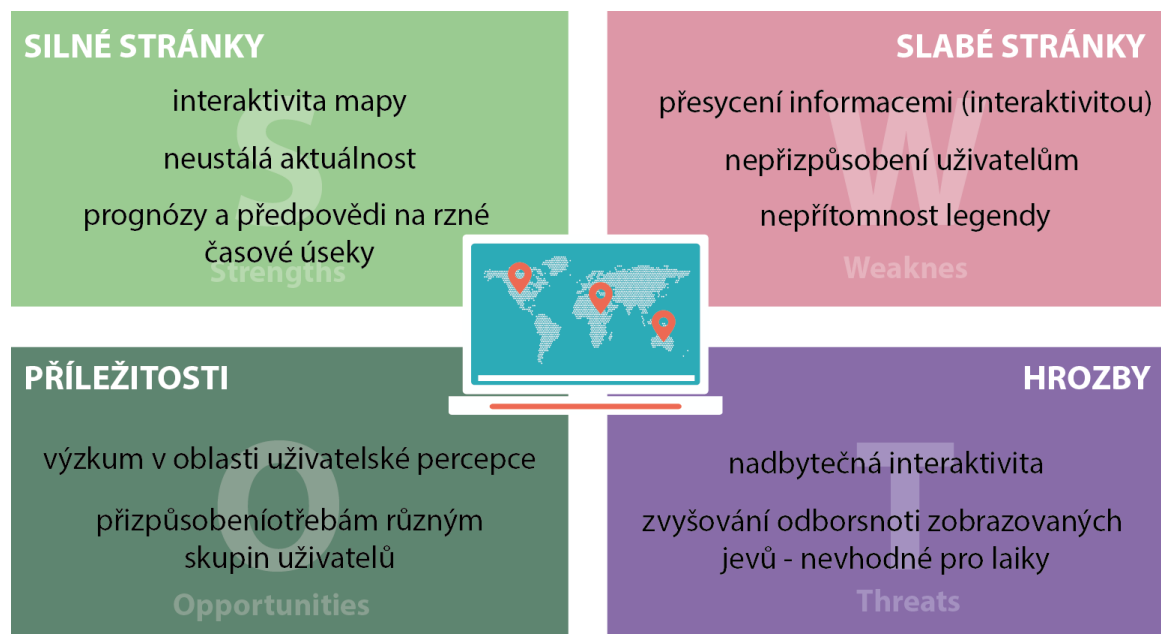 SILNÉ STRÁNKY
interaktivita mapy
neustálá aktuálnost
prognózy a předpovědi na rzné
časové úseky
S
Strengths
SLABÉ STRÁNKY
přesycení informacemi (interaktivitou)
nepřizpůsobení uživatelům
nepřítomnost legendy
W
Weaknes
PŘÍLEŽITOSTI
výzkum v oblasti uživatelské percepce
přizpůsobeníotřebám různým
skupin uživatelů
O
Opportunities
HROZBY
nadbytečná interaktivita
zvyšování odborsnoti zobrazovaných
jevů - nevhodné pro laiky
T
Threats